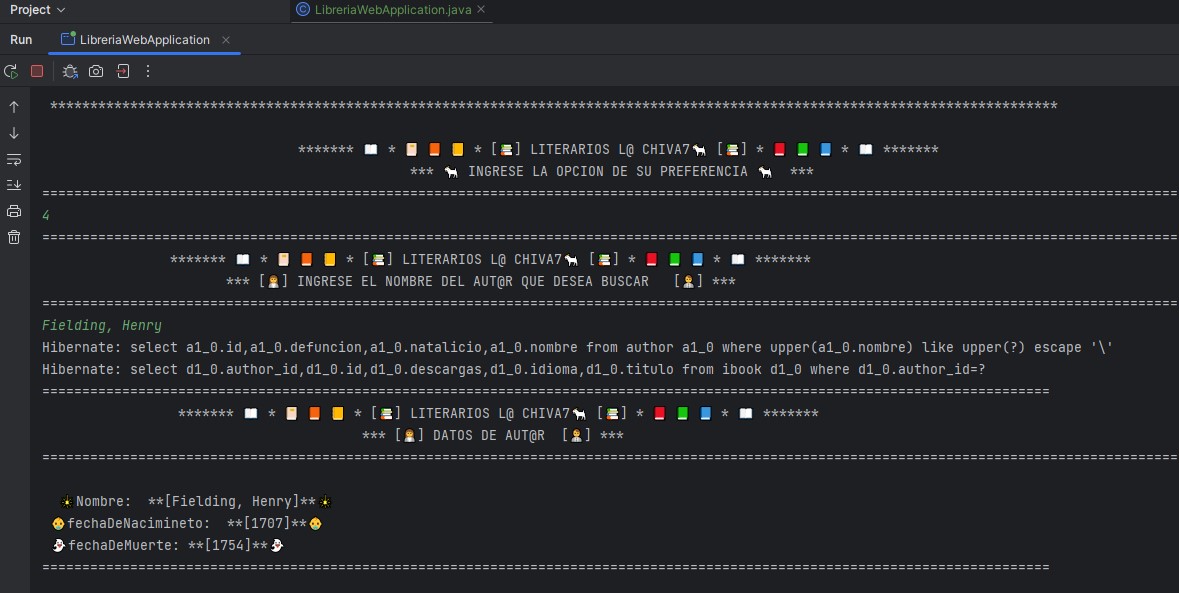 Project
LibreriaWebApplication.java
Run
LibreriaWebApplication
******************************************************************************************************************************
******* 📖 * 📔 📙 📒 * [📚] LITERARIOS L@ CHIVA7🐐 [📚] * 📕 📗 📘 * 📖 *******
*** 🐐 INGRESE LA OPCION DE SU PREFERENCIA 🐐 ***
==============================================================================================================================================
4
==============================================================================================================================================
******* 📖 * 📔 📙 📒 * [📚] LITERARIOS L@ CHIVA7🐐 [📚] * 📕 📗 📘 * 📖 *******
*** [👩‍💼] INGRESE EL NOMBRE DEL AUT@R QUE DESEA BUSCAR [👨‍💼] ***
==============================================================================================================================================
Fielding, Henry
Hibernate: select a1_0.id,a1_0.defuncion,a1_0.natalicio,a1_0.nombre from author a1_0 where upper(a1_0.nombre) like upper(?) escape '\'
Hibernate: select d1_0.author_id,d1_0.id,d1_0.descargas,d1_0.idioma,d1_0.titulo from ibook d1_0 where d1_0.author_id=?
==============================================================================================================================
******* 📖 * 📔 📙 📒 * [📚] LITERARIOS L@ CHIVA7🐐 [📚] * 📕 📗 📘 * 📖 *******
*** [👩‍💼] DATOS DE AUT@R [👨‍💼] ***
==============================================================================================================================================
☀Nombre: **[Fielding, Henry]**☀
👶fechaDeNacimineto: **[1707]**👶
👻fechaDeMuerte: **[1754]**👻
==============================================================================================================================